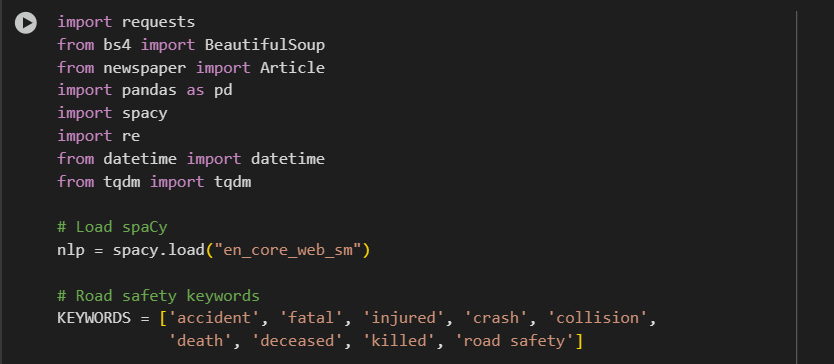 import requests
from bs4 import BeautifulSoup
from newspaper import Article
import pandas as pd
import spacy
import re
from datetime import datetime
from tqdm import tqdm
# Load spaCy
nlp = spacy.load("en_core_web_sm")
# Road safety keywords
KEYWORDS = ['accident', 'fatal', 'injured', 'crash', 'collision',
'death', 'deceased', 'killed', 'road safety']